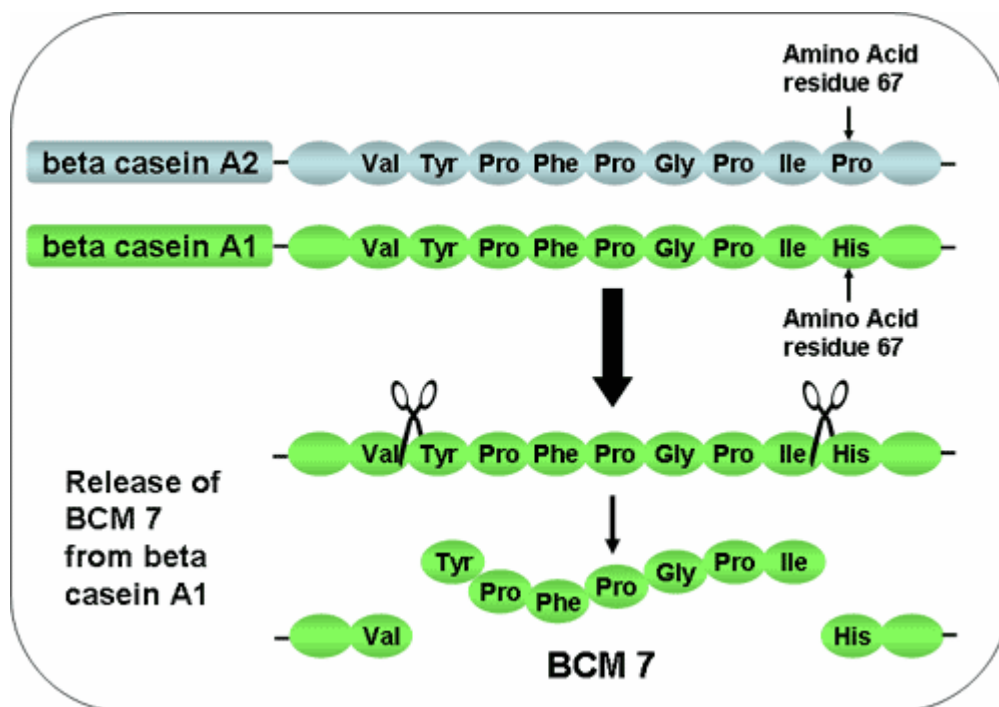 Amino Acid
residue 67
beta casein A2
Val Tyr Pro Phe Pro Gly Pro Ile Pro
beta casein A1
Val Tyr Pro Phe Pro Gly Pro Ile His
Amino Acid
residue 67
Val Tyr Pro Phe Pro Gly Pro Ile His
Release of
BCM 7
from beta
casein A1
Tyr Pro Phe Pro Gly Pro Ile
Val
His
BCM 7